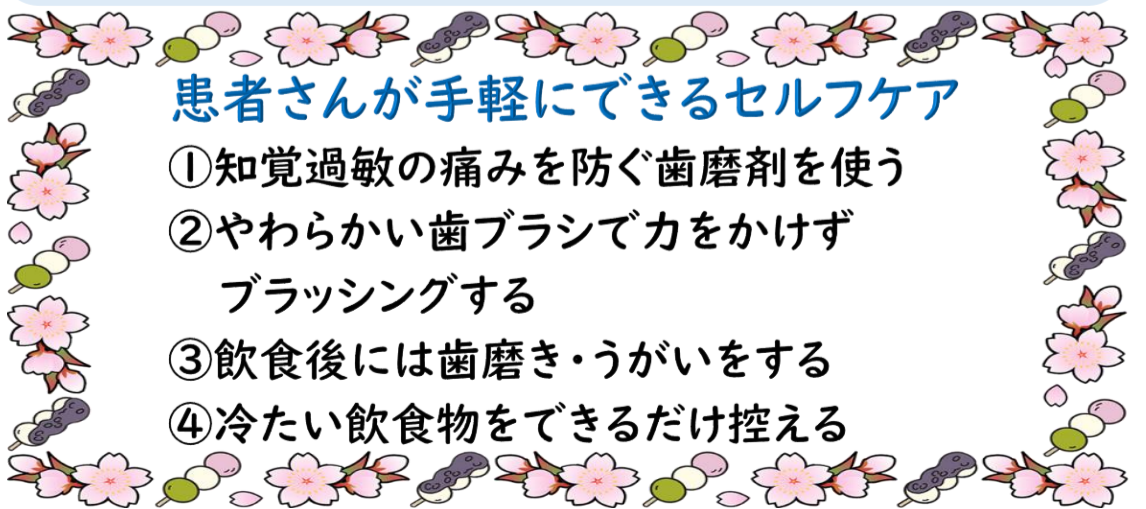 患者さんが手軽にできるセルフケア
①知覚過敏の痛みを防ぐ歯磨剤を使う
②やわらかい歯ブラシで力をかけず
ブラッシングする
③飲食後には歯磨き・うがいをする
④冷たい飲食物をできるだけ控える